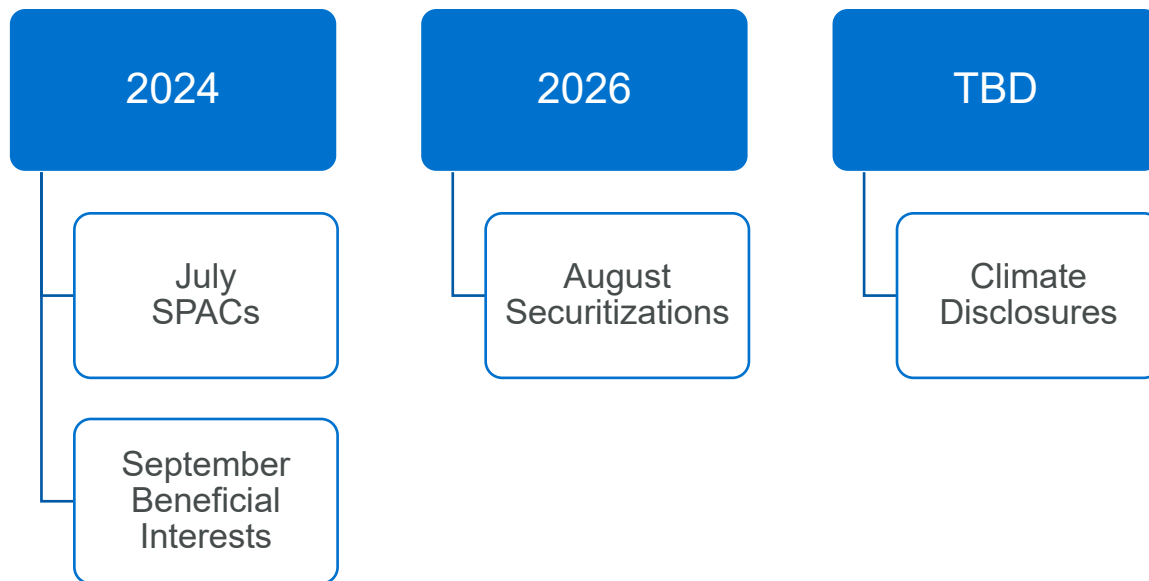 2024
July
SPACs
September
Beneficial
Interests
2026
August
Securitizations
TBD
Climate
Disclosures